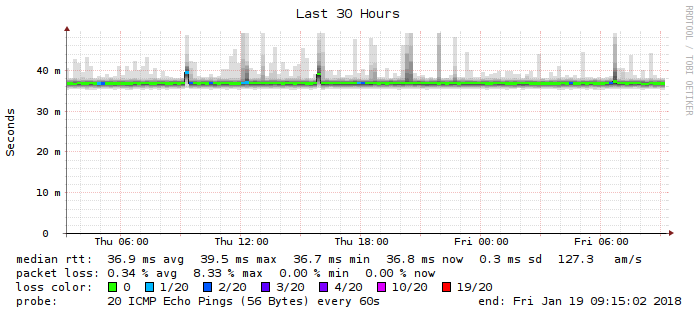 Last 30 Hours
RRDTOOL / TOBI OETIKER
Seconds
40 m
30 m
20 m
10 m
0
Thu 06:00 Thu 12:00 Thu 18:00 Fri 00:00 Fri 06:00
median rtt: 36.9 ms avg 39.5 ms max 36.7 ms min 36.8 ms now 0.3 ms sd 127.3 am/s
packet loss: 0.34 % avg 8.33 % max 0.00 % min 0.00 % now
loss color: 0 1/20 2/20 3/20 4/20 10/20 19/20
probe: 20 ICMP Echo Pings (56 Bytes) every 60s end: Fri Jan 19 09:15:02 2018